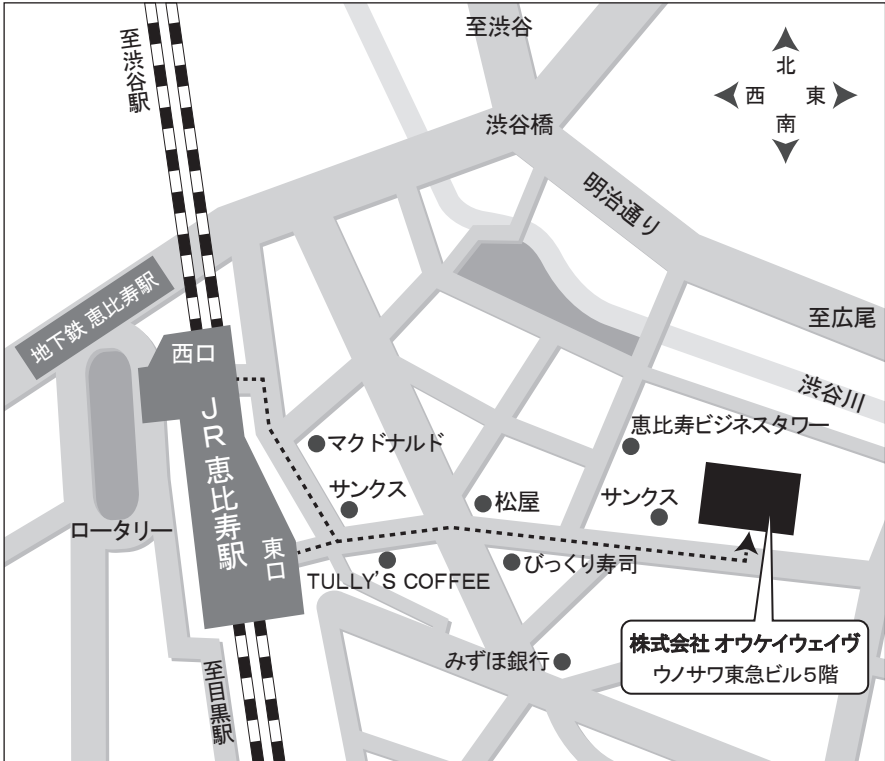 至渋谷
至渋谷駅
北
西
東
南
渋谷橋
明治通り
地下鉄 恵比寿駅
至広尾
西口
渋谷川
JR 恵比寿駅
マクドナルド
恵比寿ビジネスタワー
サンクス
松屋
サンクス
ロータリー
東口
びっくり寿司
TULLY'S COFFEE
みずほ銀行
株式会社 オウケイウェイヴ
ウノサワ東急ビル5階
至目黒駅